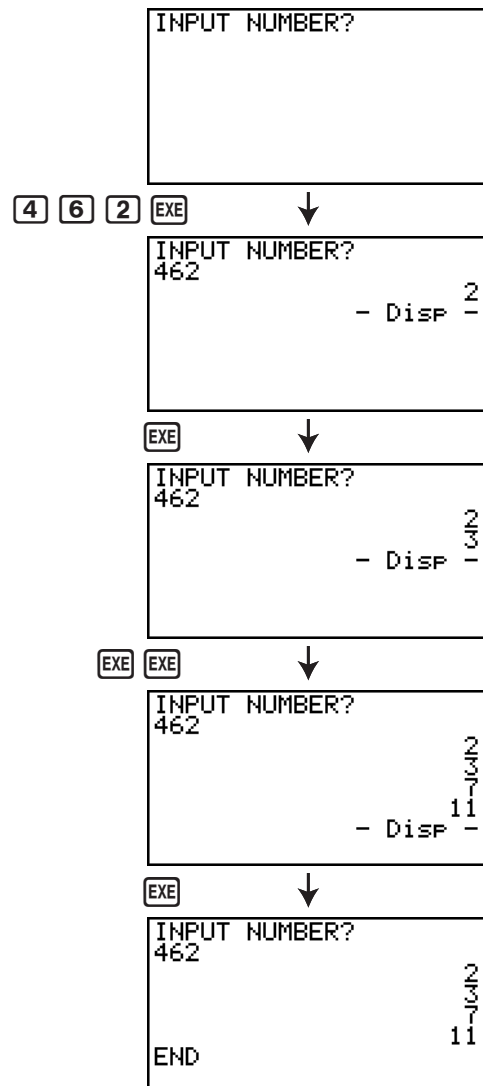 INPUT NUMBER?
4 6 2 EXE
INPUT NUMBER?
462
2
- Disp -
EXE
INPUT NUMBER?
462
2
3
- Disp -
EXE EXE
INPUT NUMBER?
462
2
3
7
11
- Disp -
EXE
INPUT NUMBER?
462
2
3
7
11
END